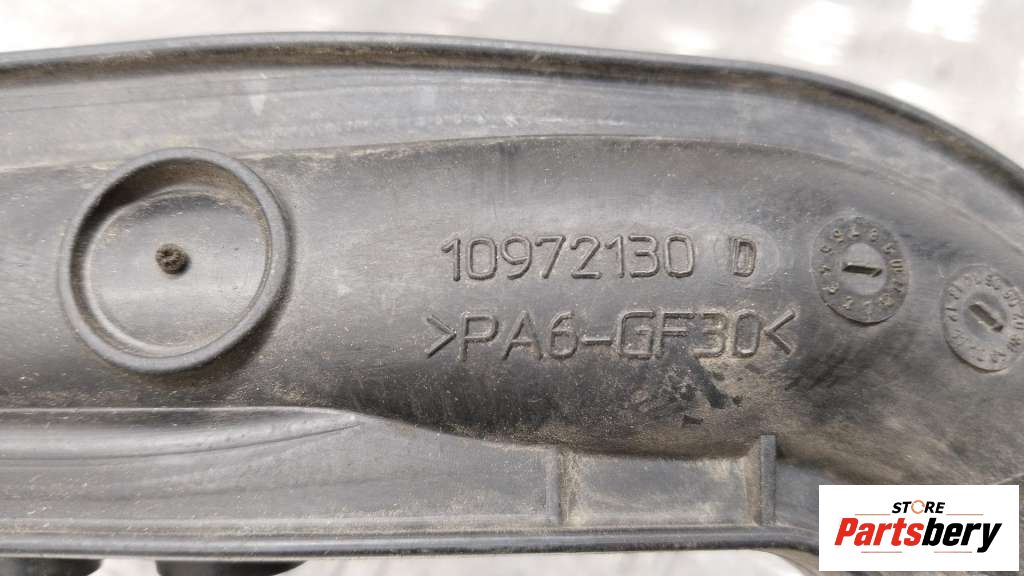 10972130 D
>PA6-GF30<
STORE
Partsbery